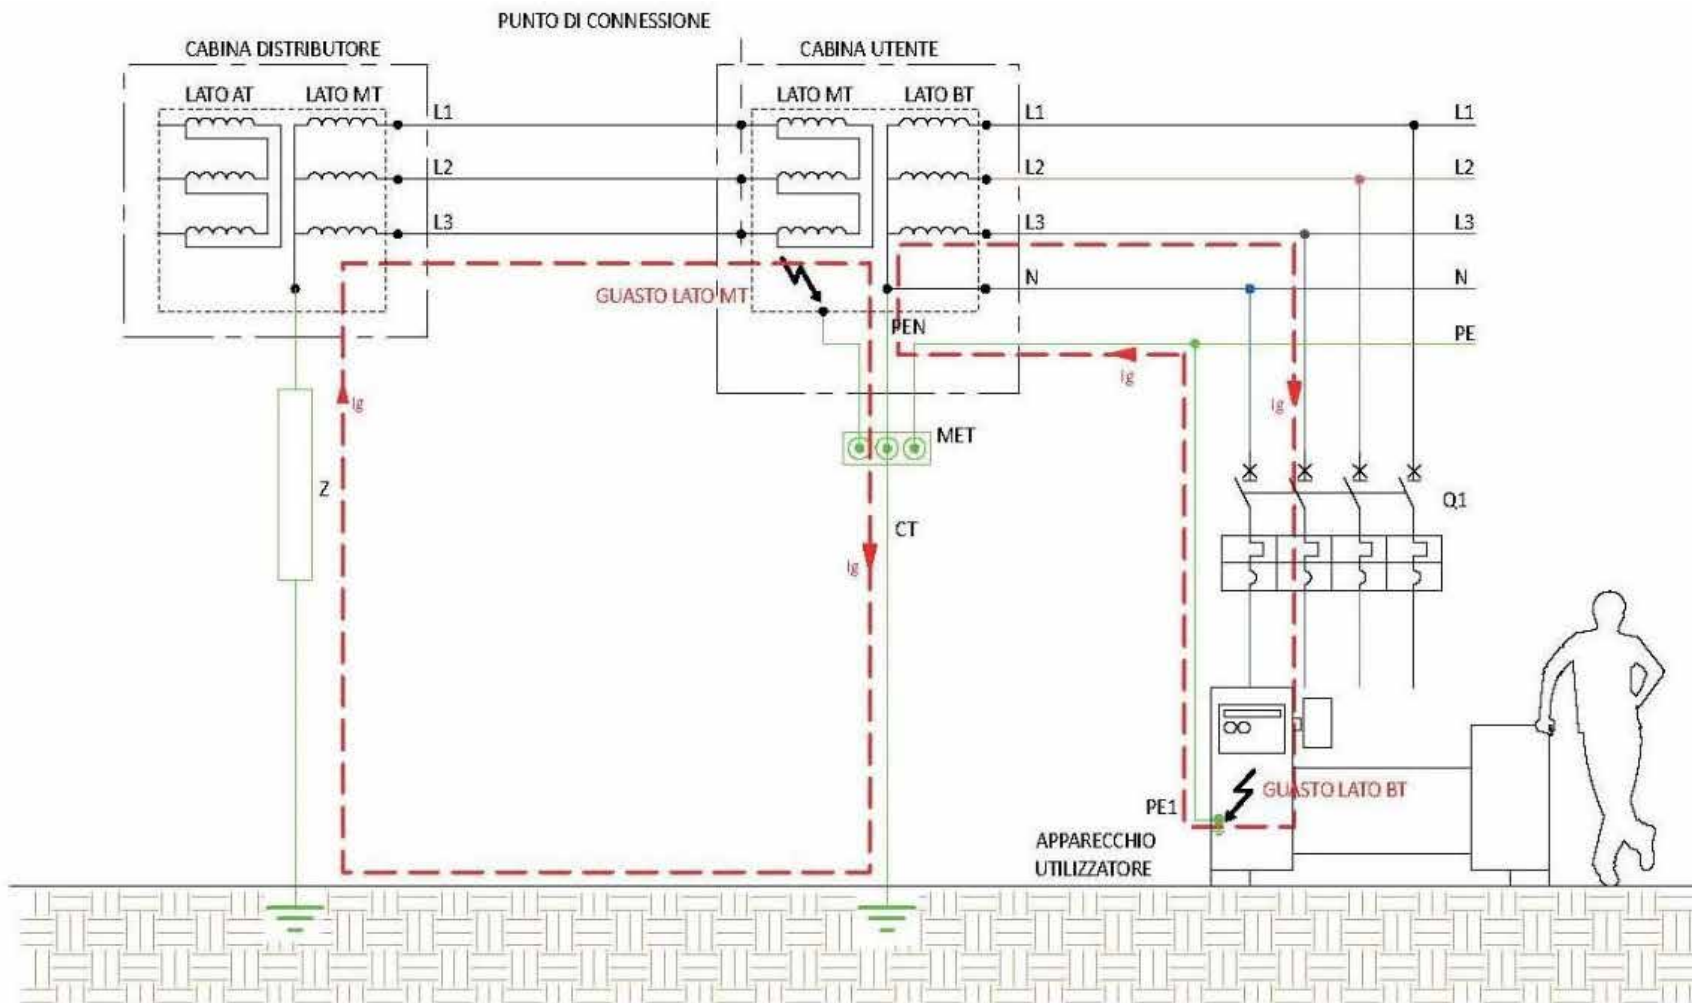 PUNTO DI CONNESSIONE
CABINA DISTRIBUTORE
CABINA UTENTE
LATO AT
LATO MT
LATO MT
LATO BT
L1
L1
L1
L2
L2
L2
L3
L3
L3
N
N
GUASTO LATO MT
PEN
PE
Ig
Ig
Ig
MET
Z
Q1
CT
Ig
GUASTO LATO BT
PE1
APPARECCHIO
UTILIZZATORE